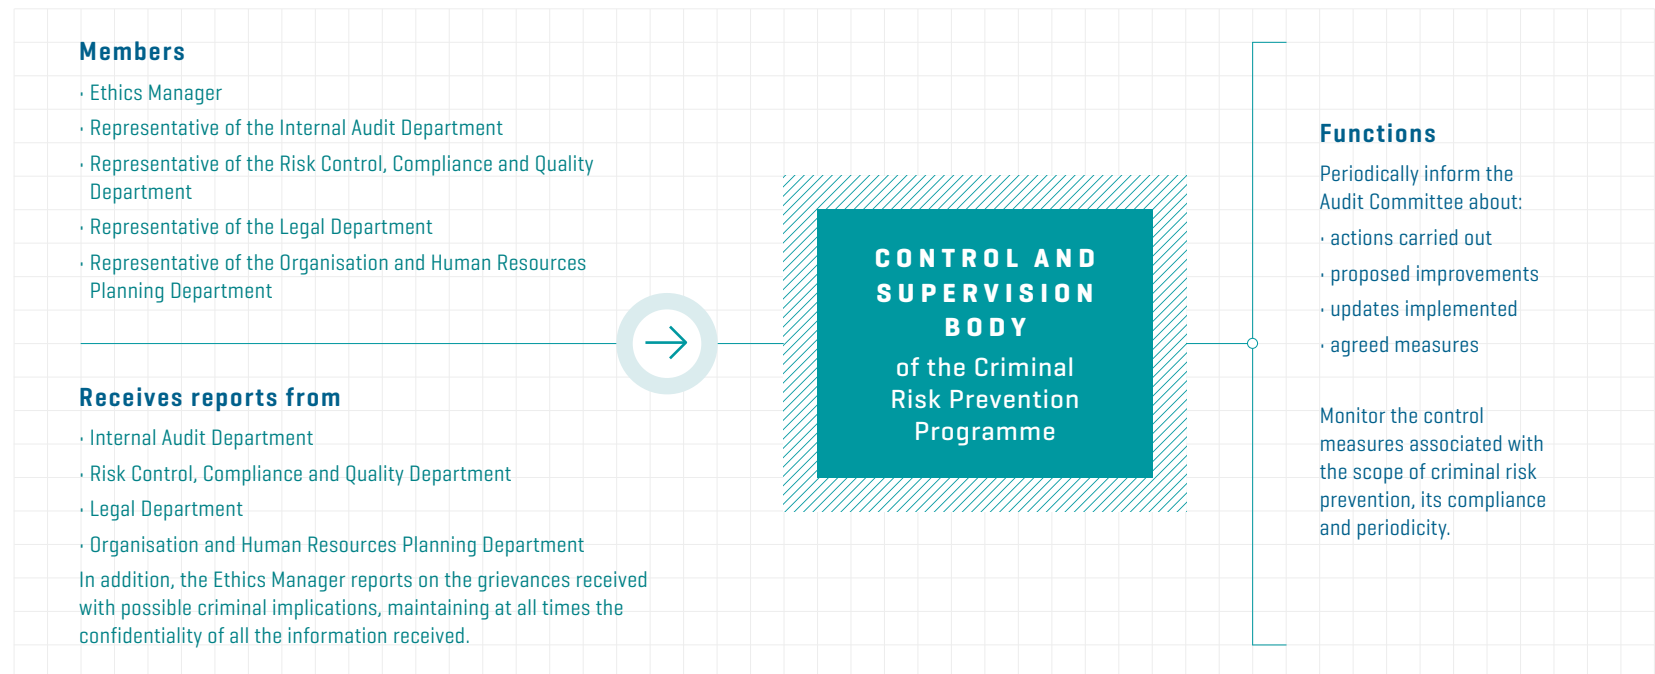 Members
· Ethics Manager
· Representative of the Internal Audit Department
· Representative of the Risk Control, Compliance and Quality
Department
· Representative of the Legal Department
· Representative of the Organisation and Human Resources
Planning Department
Receives reports from
· Internal Audit Department
· Risk Control, Compliance and Quality Department
· Legal Department
· Organisation and Human Resources Planning Department
In addition, the Ethics Manager reports on the grievances received
with possible criminal implications, maintaining at all times the
confidentiality of all the information received.
CONTROL AND
SUPERVISION
BODY
of the Criminal
Risk Prevention
Programme
Functions
Periodically inform the
Audit Committee about:
· actions carried out
· proposed improvements
· updates implemented
· agreed measures
Monitor the control
measures associated with
the scope of criminal risk
prevention, its compliance
and periodicity.